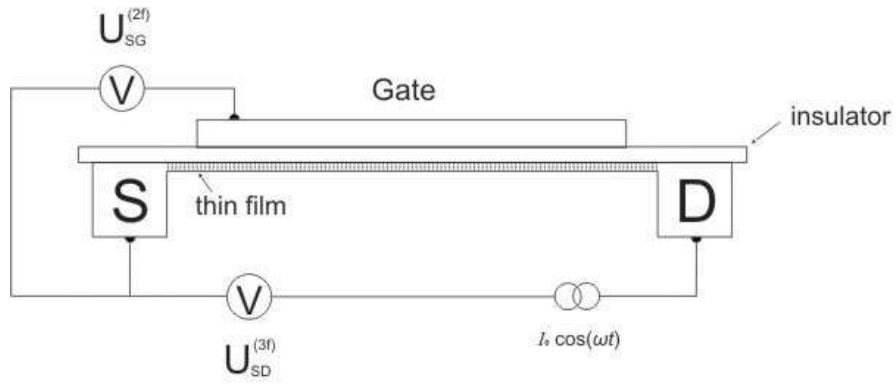 U_SG^(2f)
V
Gate
insulator
S
thin film
D
V
U_SD^(3f)
I₀ cos(ωt)